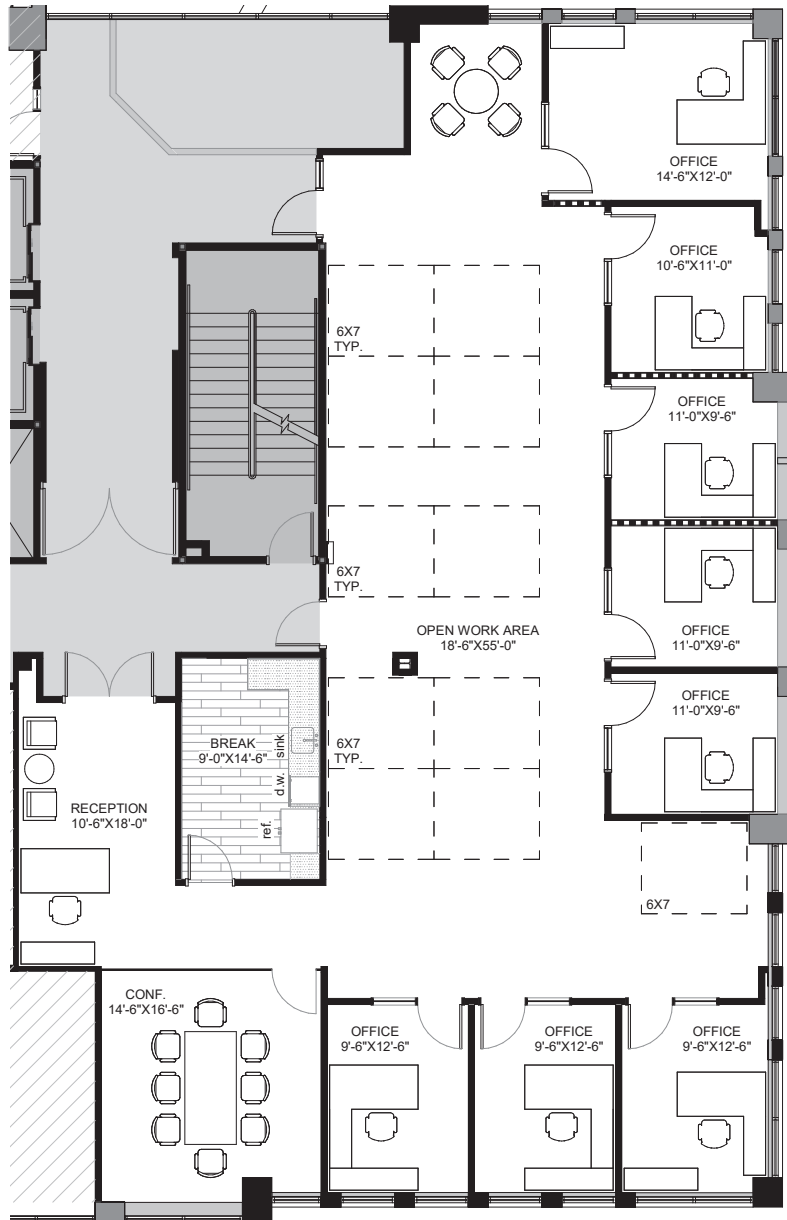 OFFICE
14'-6"X12'-0"
OFFICE
10'-6"X11'-0"
6X7
TYP.
OFFICE
11'-0"X9'-6"
6X7
TYP.
OPEN WORK AREA
18'-6"X55'-0"
OFFICE
11'-0"X9'-6"
OFFICE
11'-0"X9'-6"
BREAK
9'-0"X14'-6"
sink
d.w.
ref.
6X7
TYP.
RECEPTION
10'-6"X18'-0"
6X7
CONF.
14'-6"X16'-6"
OFFICE
9'-6"X12'-6"
OFFICE
9'-6"X12'-6"
OFFICE
9'-6"X12'-6"